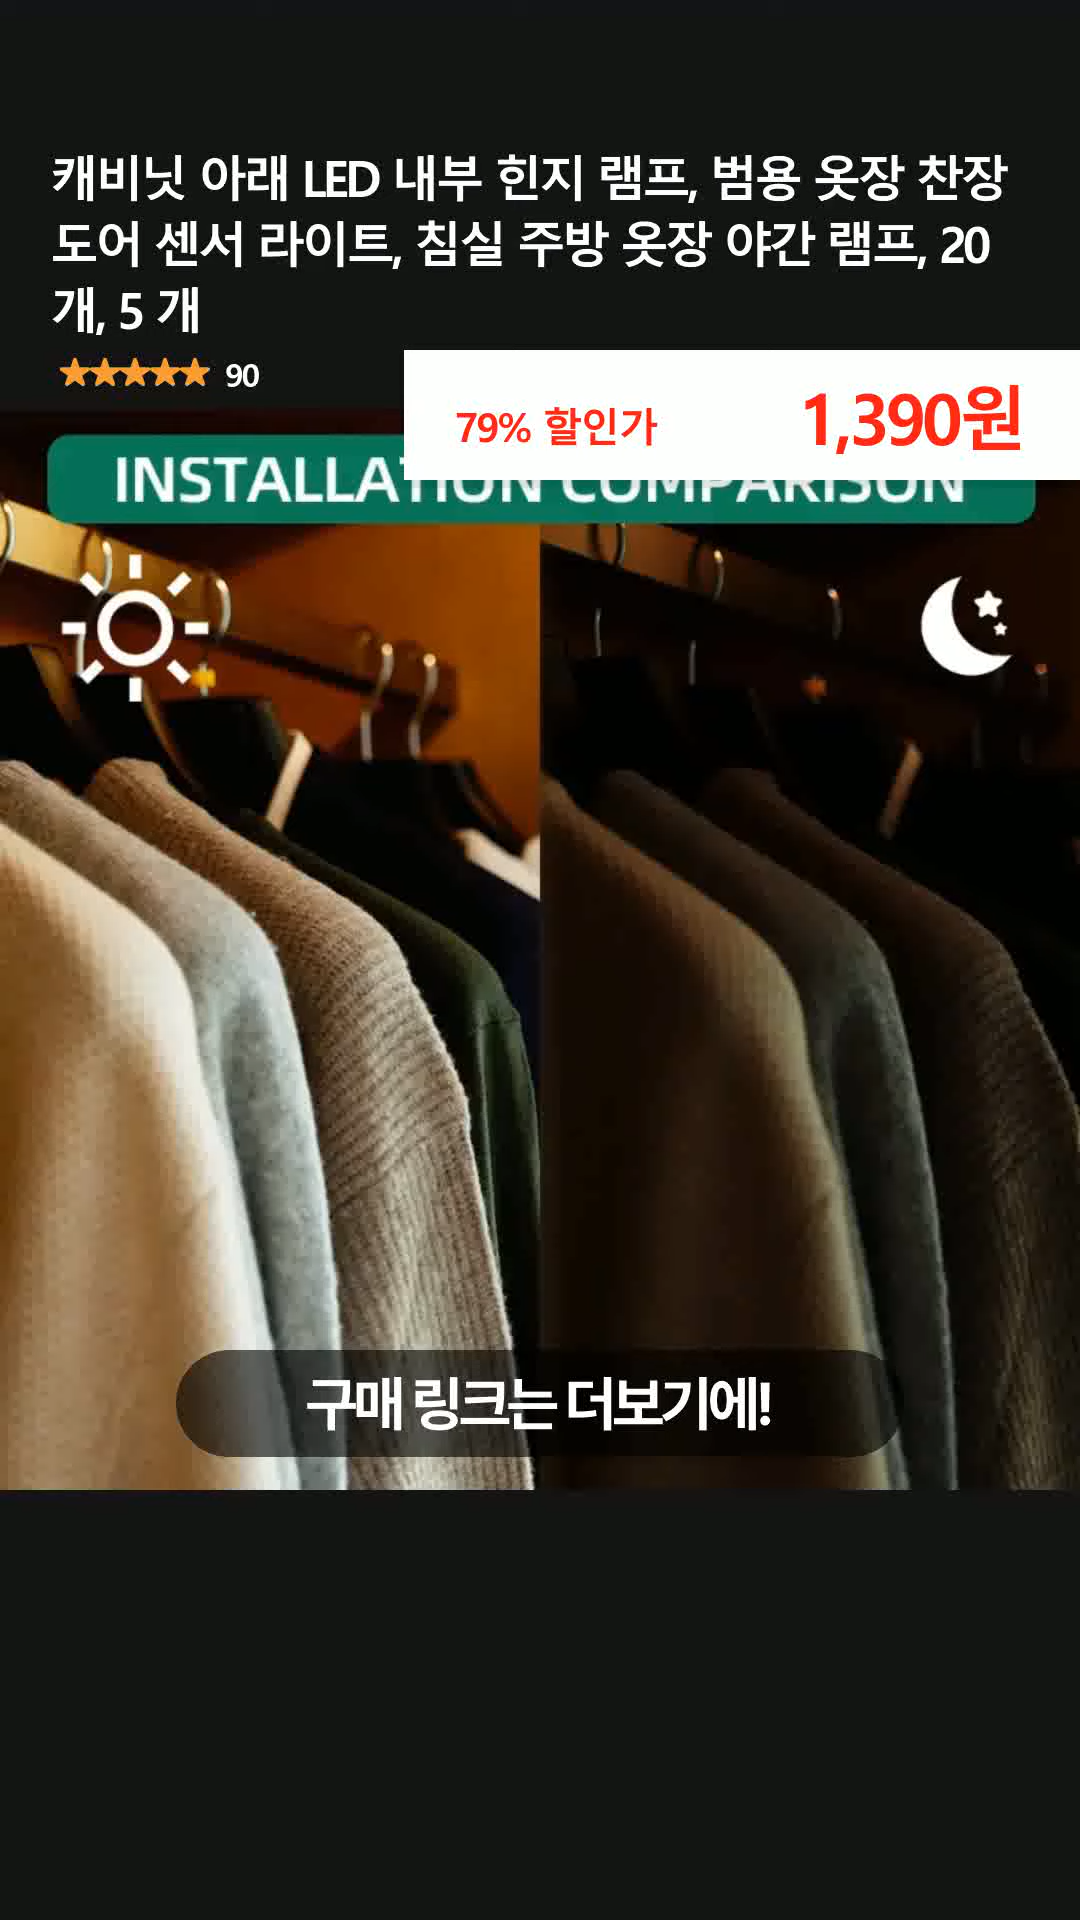 캐비닛 아래 LED 내부 힌지 램프, 범용 옷장 찬장
도어 센서 라이트, 침실 주방 옷장 야간 램프, 20
개, 5 개
90
79% 할인가
1,390원
INSTALLATION COMPARISON
구매 링크는 더보기에!